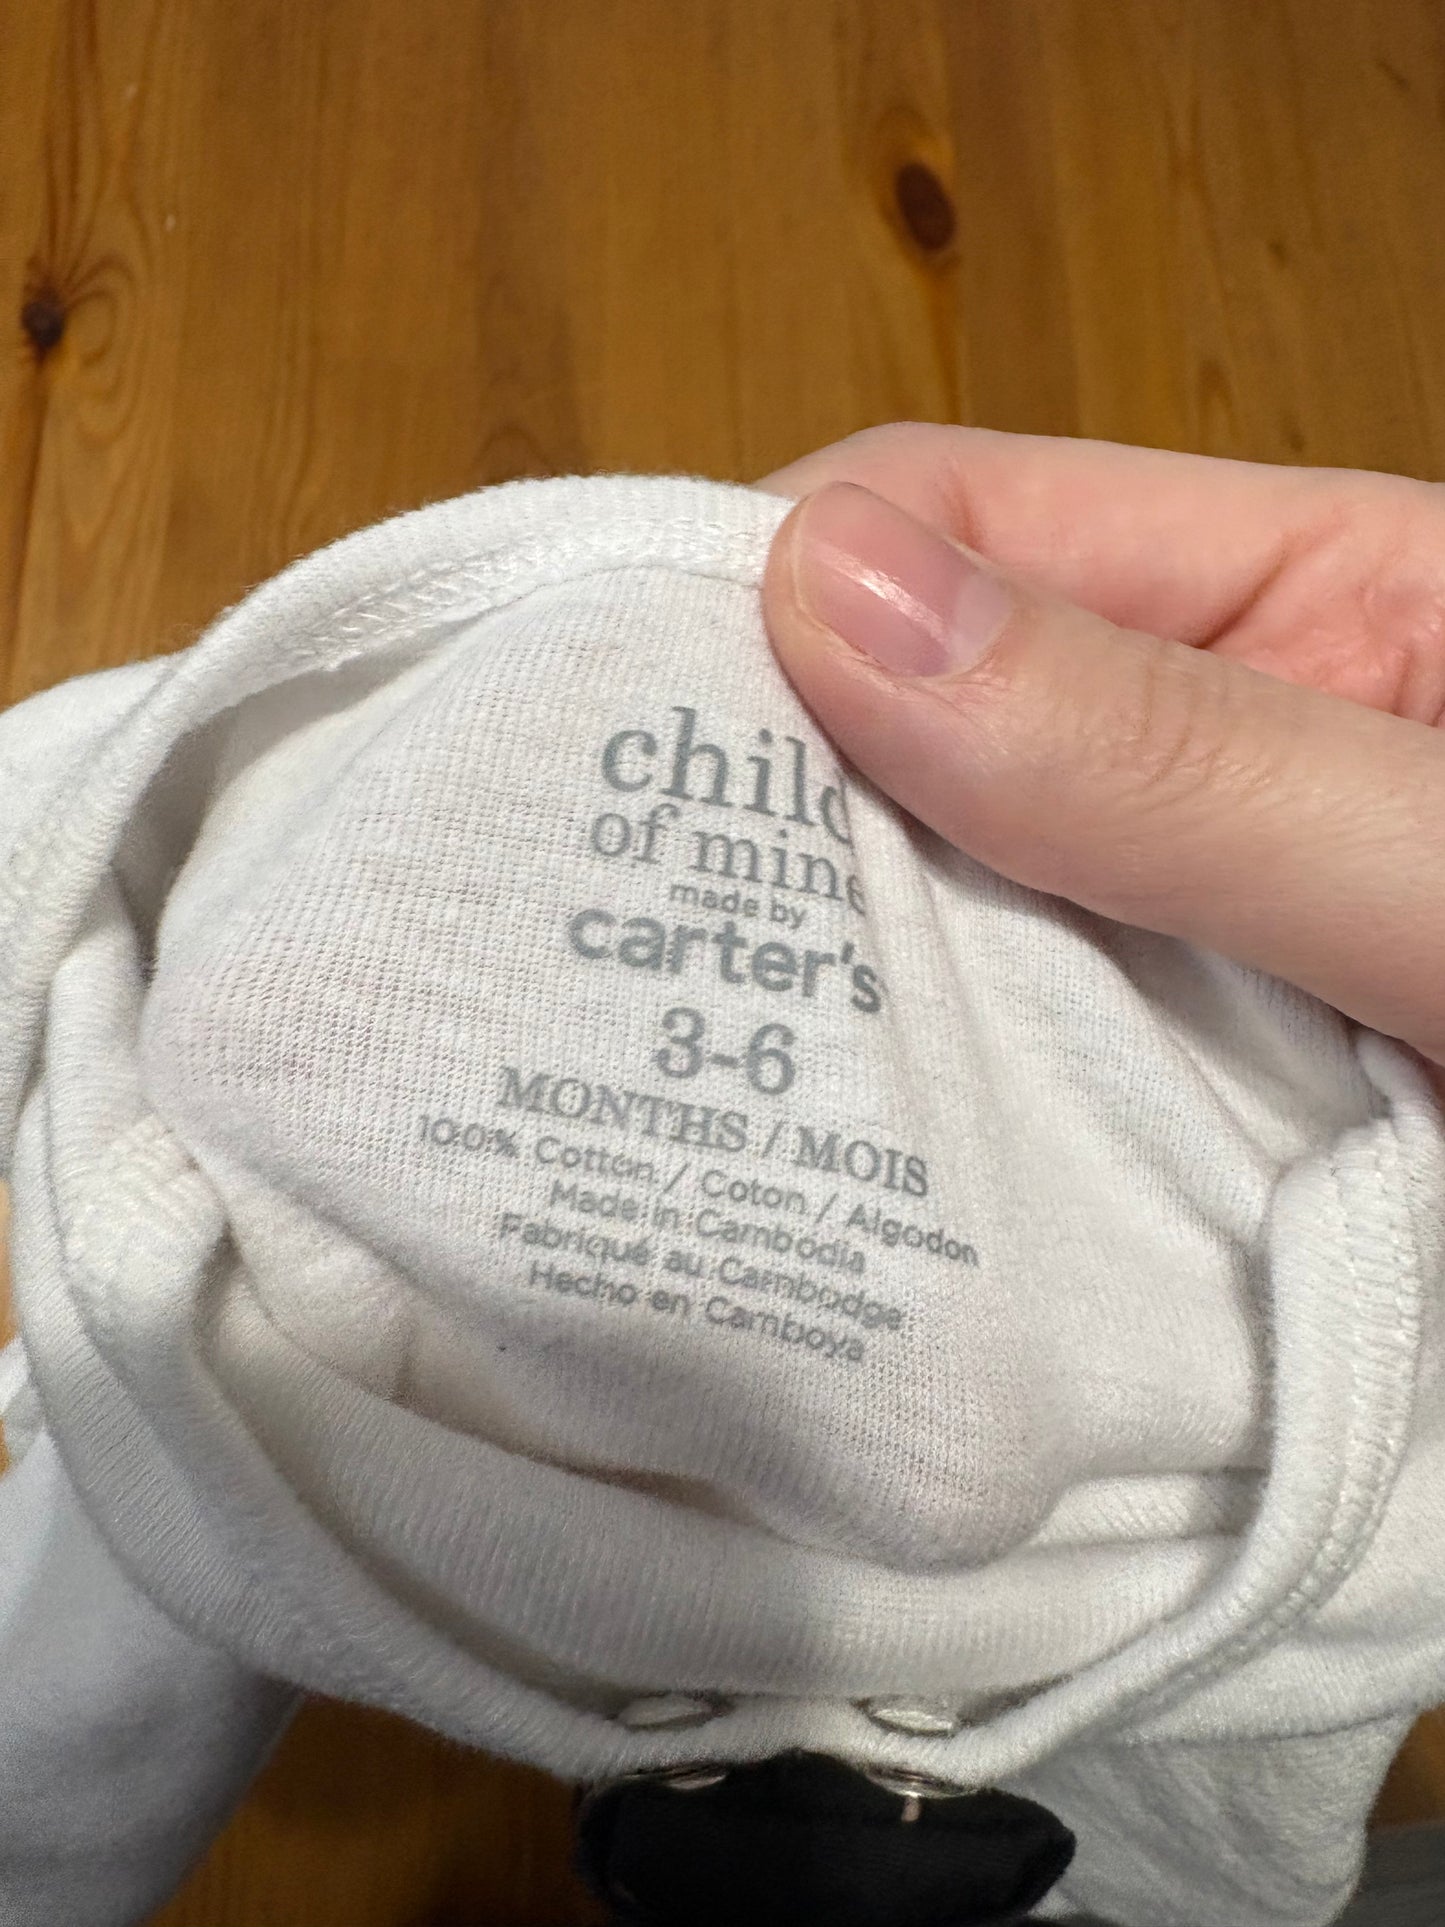 child
of mine
made by
carter's
3-6
MONTHS / MOIS
100% Cotton / Coton / Algodon
Made in Cambodia
Fabriqué au Cambodge
Hecho en Camboya